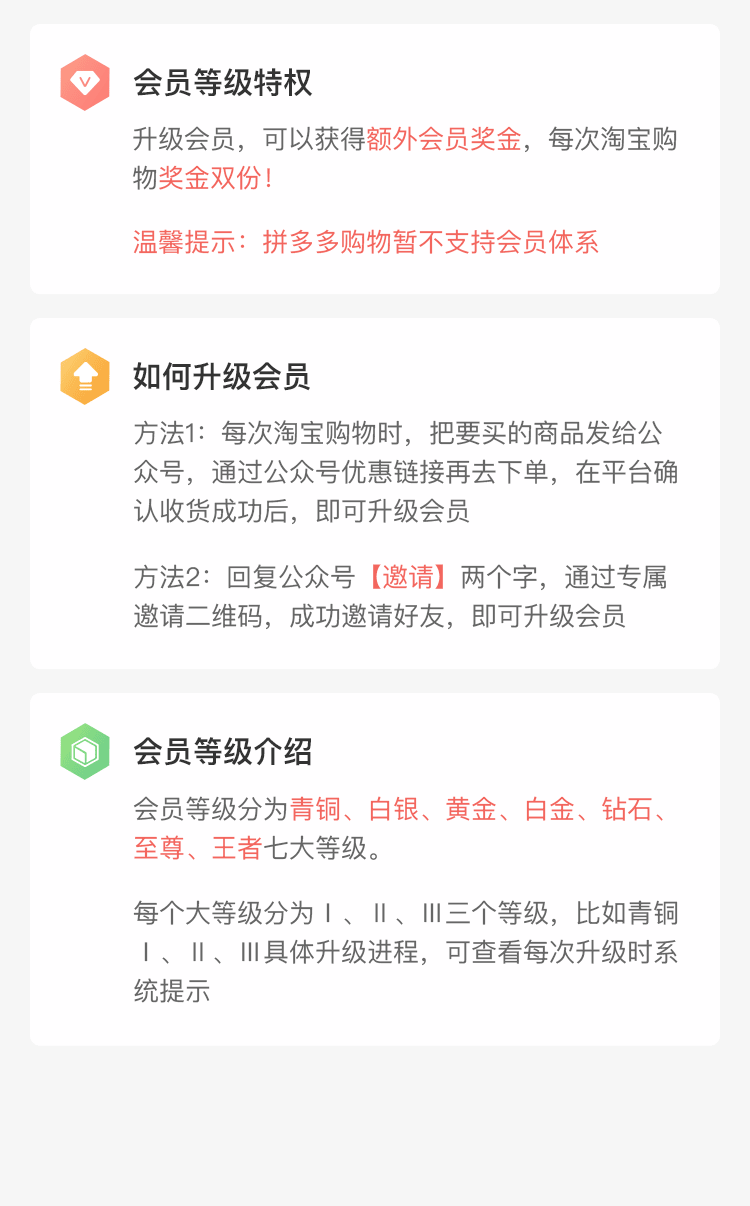 会员等级特权
升级会员，可以获得额外会员奖金，每次淘宝购
物奖金双份！
温馨提示：拼多多购物暂不支持会员体系
如何升级会员
方法1：每次淘宝购物时，把要买的商品发给公
众号，通过公众号优惠链接再去下单，在平台确
认收货成功后，即可升级会员
方法2：回复公众号【邀请】两个字，通过专属
邀请二维码，成功邀请好友，即可升级会员
会员等级介绍
会员等级分为青铜、白银、黄金、白金、钻石、
至尊、王者七大等级。
每个大等级分为Ⅰ、Ⅱ、Ⅲ三个等级，比如青铜
Ⅰ、Ⅱ、Ⅲ具体升级进程，可查看每次升级时系
统提示